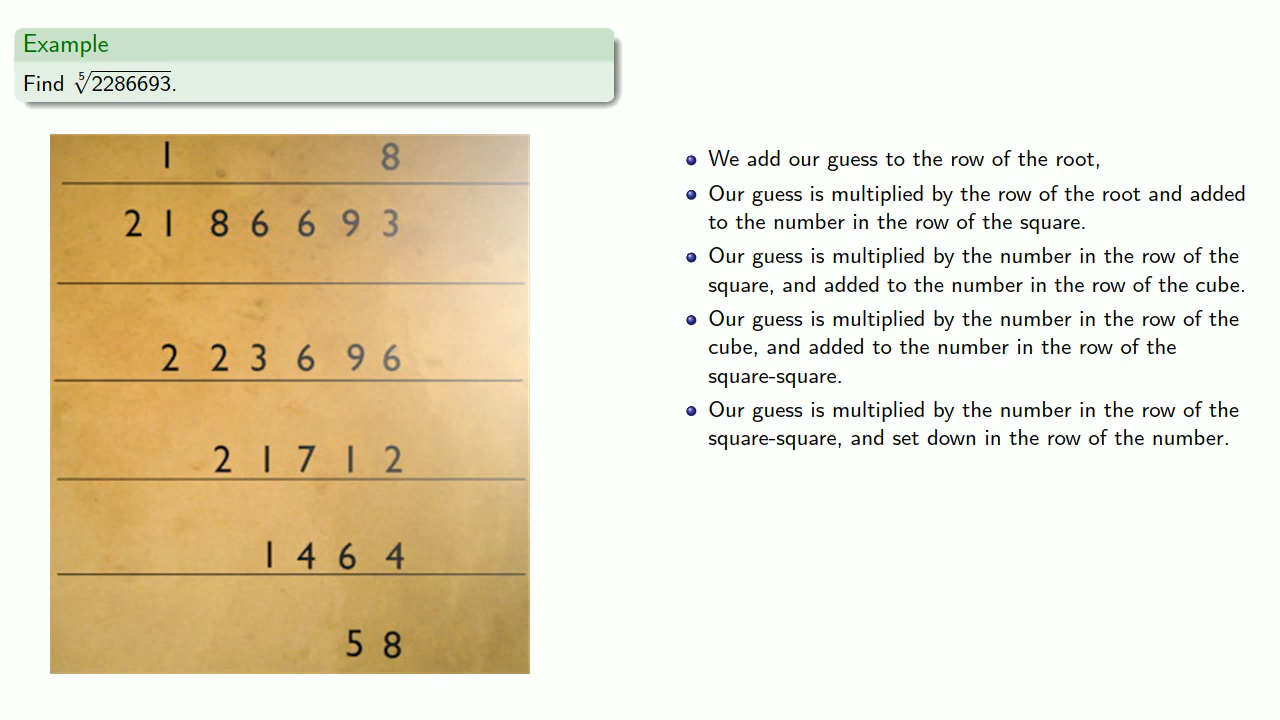 Example
Find ⁵√2286693.
1 8
2 1 8 6 6 9 3
2 2 3 6 9 6
2 1 7 1 2
1 4 6 4
5 8
We add our guess to the row of the root,
Our guess is multiplied by the row of the root and added
to the number in the row of the square.
Our guess is multiplied by the number in the row of the
square, and added to the number in the row of the cube.
Our guess is multiplied by the number in the row of the
cube, and added to the number in the row of the
square-square.
Our guess is multiplied by the number in the row of the
square-square, and set down in the row of the number.